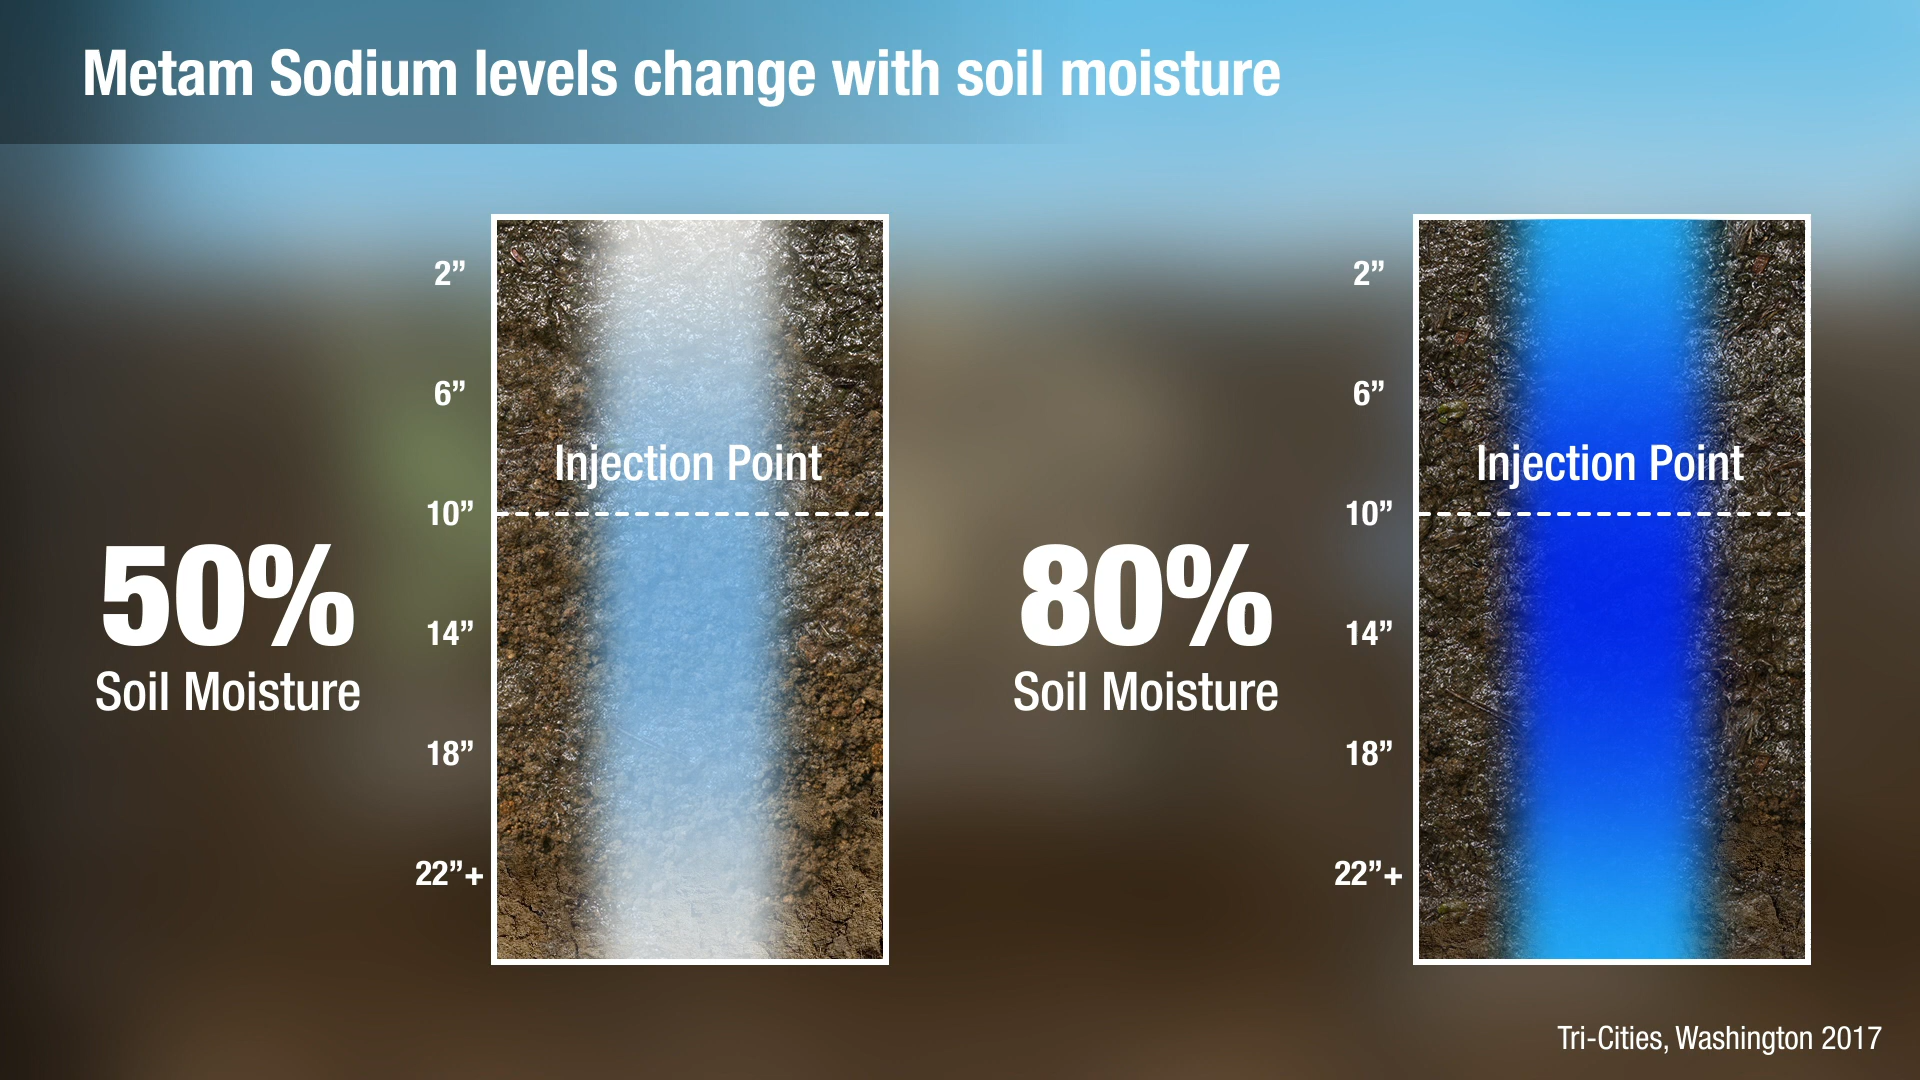 Metam Sodium levels change with soil moisture
50%
Soil Moisture
2”
6”
10”
14”
18”
22”+
Injection Point
80%
Soil Moisture
2”
6”
10”
14”
18”
22”+
Injection Point
Tri-Cities, Washington 2017